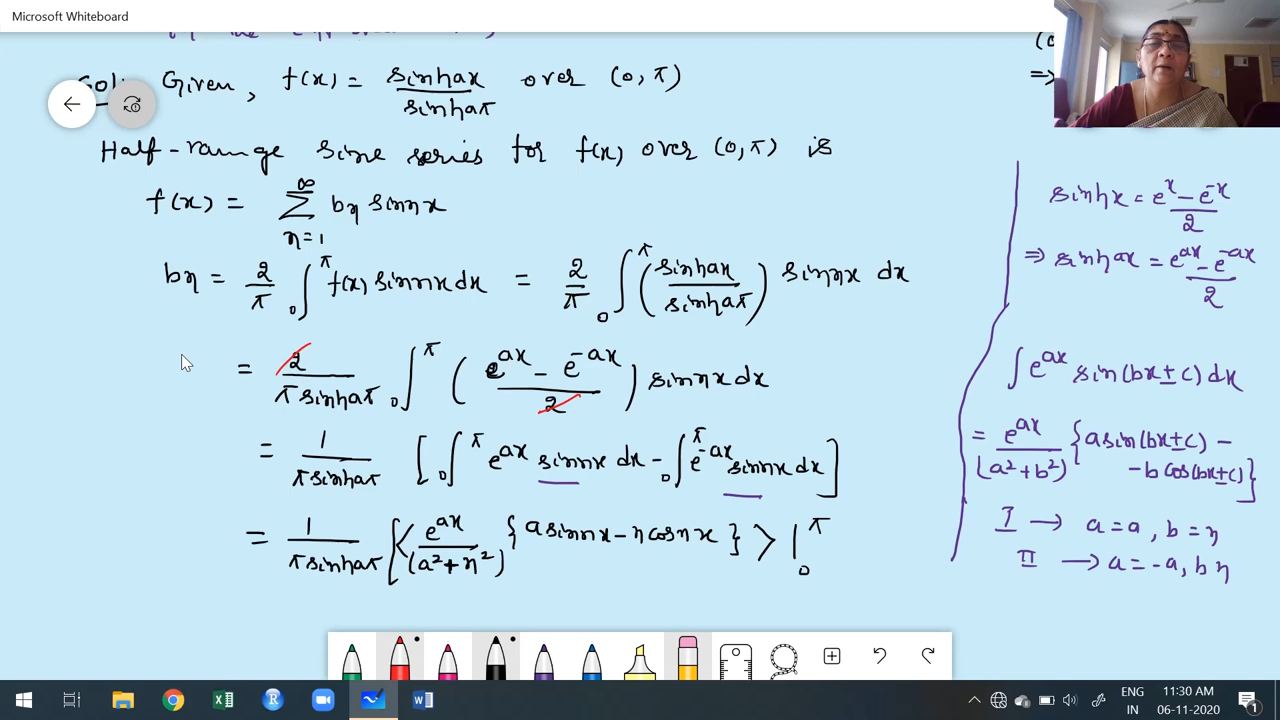 Microsoft Whiteboard
Soln Given, f(x) = sinhax / sinhaπ over (0, π)
Half-range sine series for f(x) over (0, π) is
f(x) = ∑_{n=1}^{∞} bn sinnx
bn = 2/π ∫_0^π f(x) sinnx dx = 2/π ∫_0^π (sinhax / sinhaπ) sinnx dx
= 2/(π sinhaπ) ∫_0^π ((e^{ax} - e^{-ax}) / 2) sinnx dx
= 1/(π sinhaπ) [∫_0^π e^{ax} sinnx dx - ∫_0^π e^{-ax} sinnx dx]
= 1/(π sinhaπ) [< e^{ax}/(a²+n²) {a sinnx - n cosnx} > |_0^π
(0
⇒
sinhx = (e^x - e^{-x}) / 2
⇒ sinhax = (e^{ax} - e^{-ax}) / 2
∫ e^{ax} sin(bx±c) dx
= e^{ax}/(a²+b²) {a sin(bx±c) -
- b cos(bx±c)}
I → a = a, b = n
II → a = -a, b n
ENG
IN
11:30 AM
06-11-2020
1